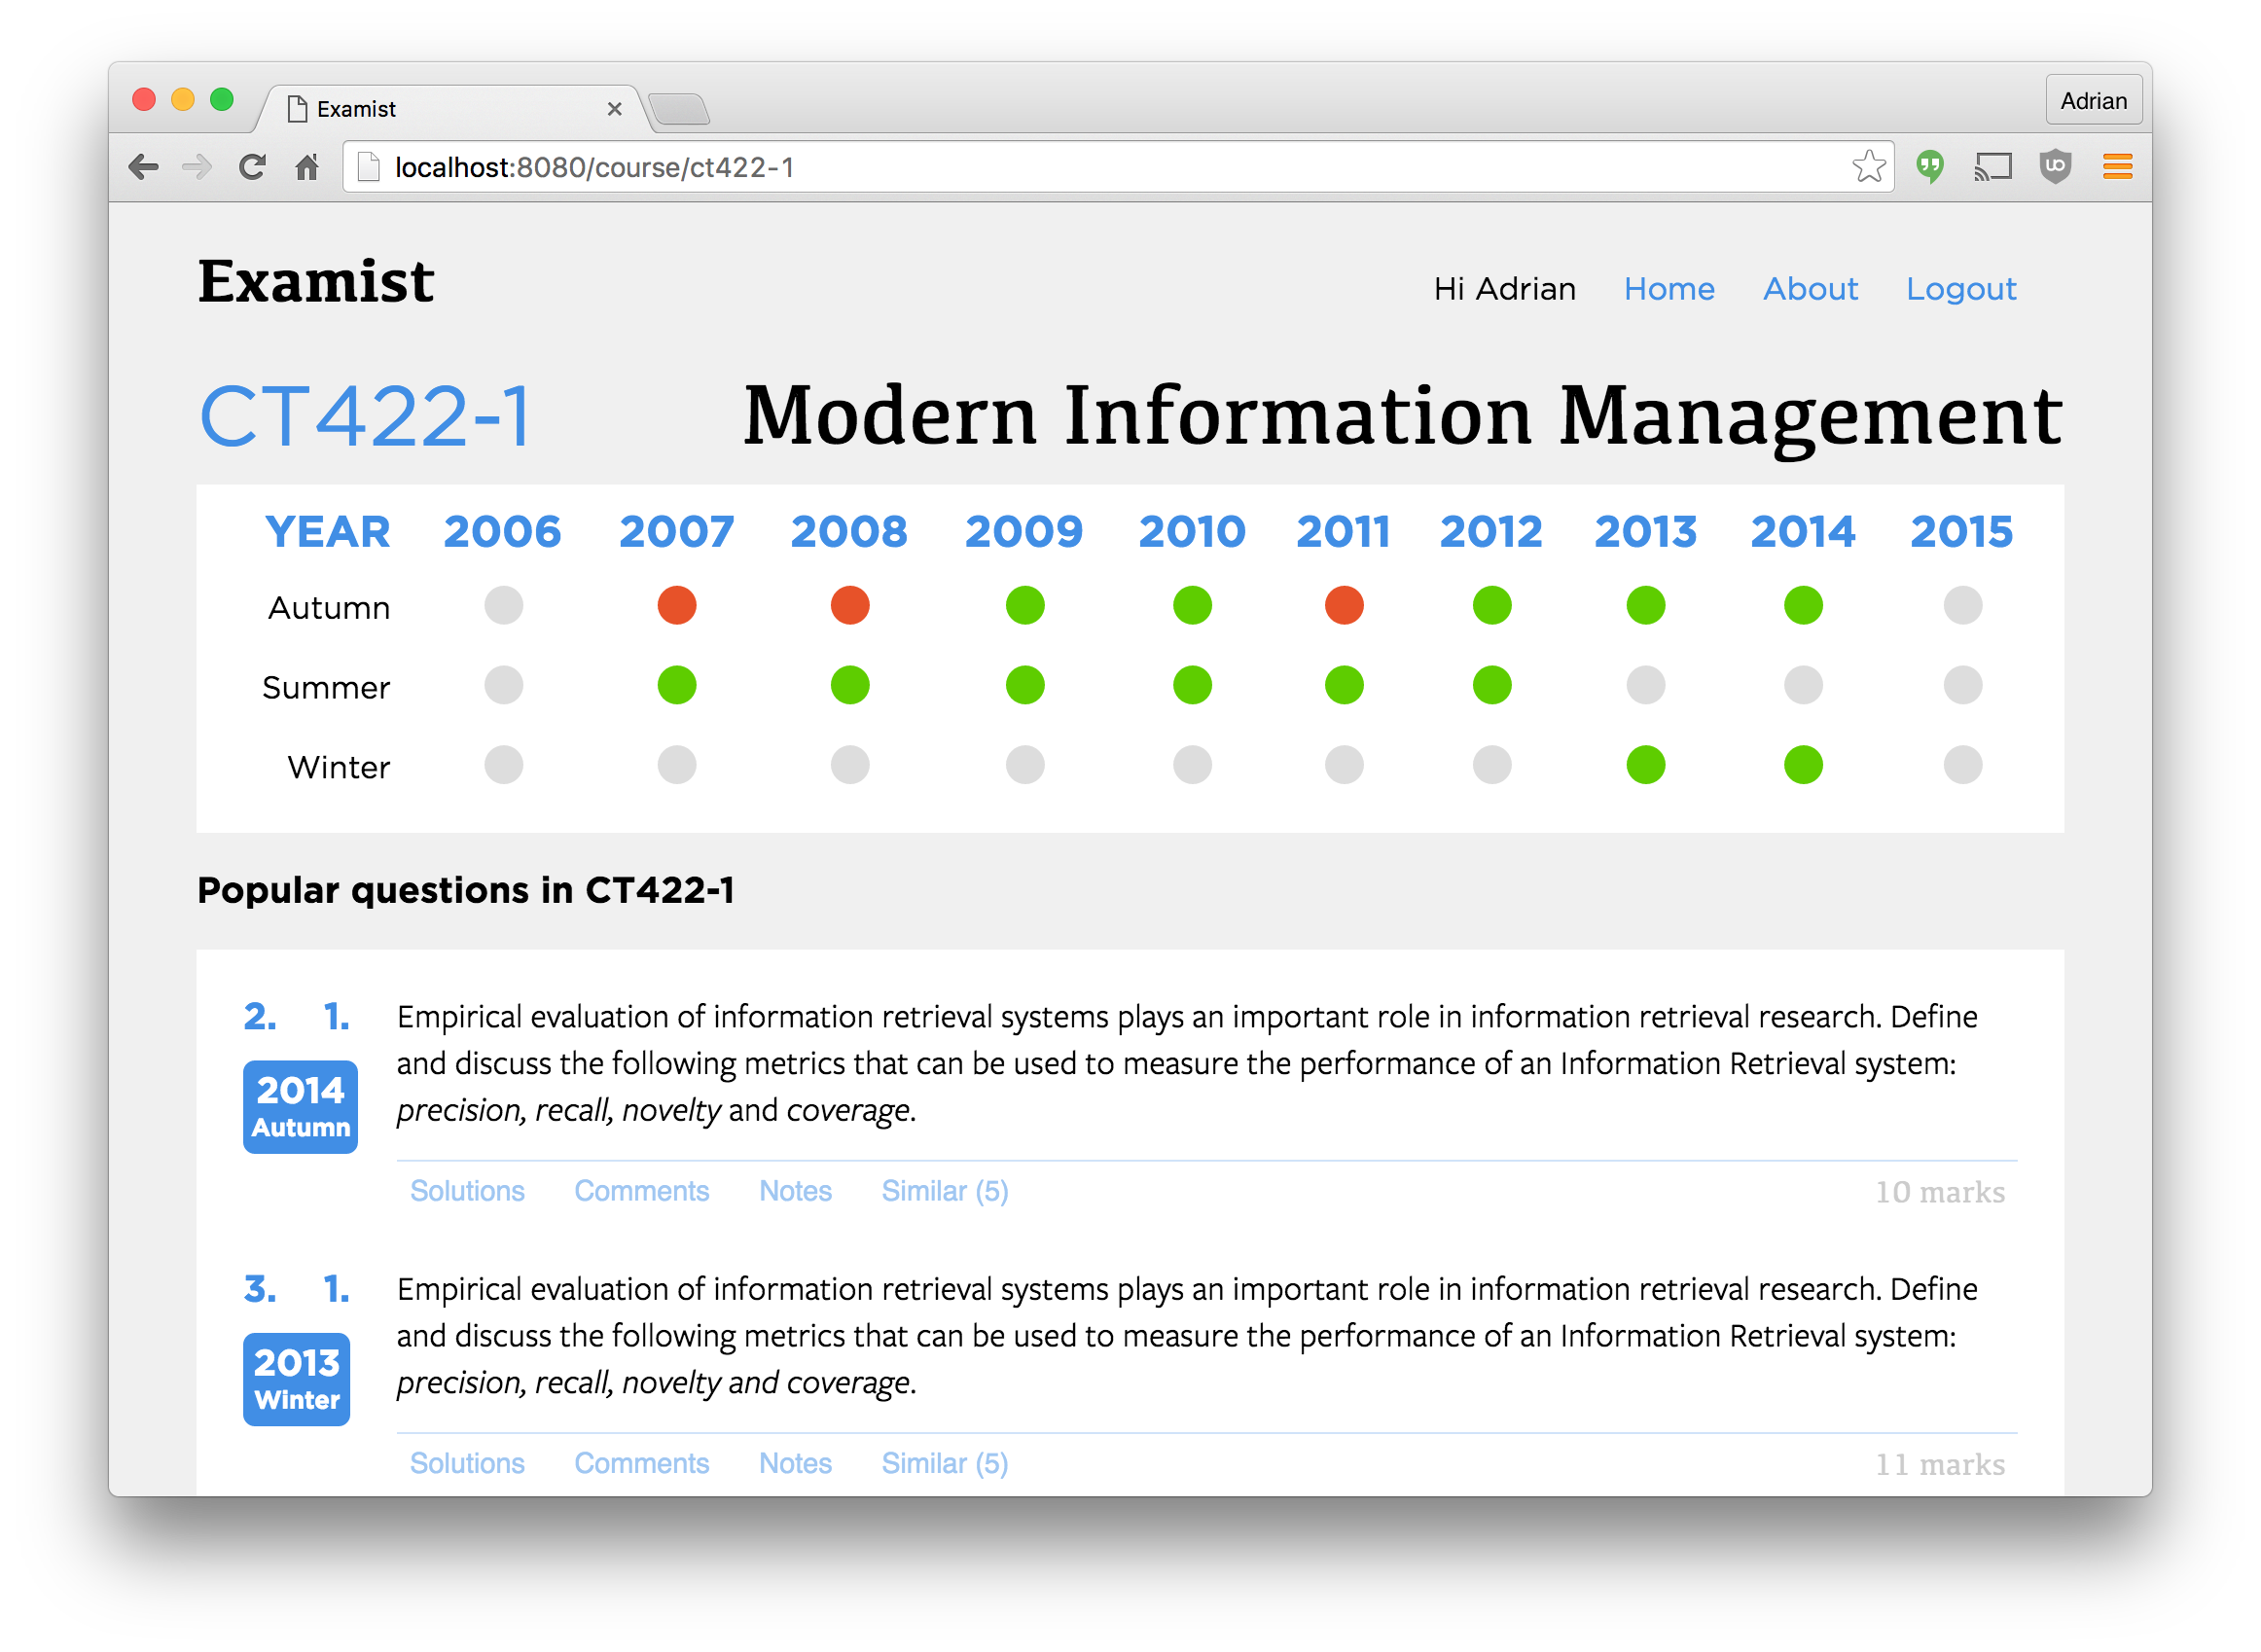 Examist
Adrian
localhost:8080/course/ct422-1
Examist
Hi Adrian Home About Logout
CT422-1 Modern Information Management
YEAR 2006 2007 2008 2009 2010 2011 2012 2013 2014 2015
Autumn
Summer
Winter
Popular questions in CT422-1
2. 1. Empirical evaluation of information retrieval systems plays an important role in information retrieval research. Define
and discuss the following metrics that can be used to measure the performance of an Information Retrieval system:
precision, recall, novelty and coverage.
2014
Autumn
Solutions Comments Notes Similar (5) 10 marks
3. 1. Empirical evaluation of information retrieval systems plays an important role in information retrieval research. Define
and discuss the following metrics that can be used to measure the performance of an Information Retrieval system:
precision, recall, novelty and coverage.
2013
Winter
Solutions Comments Notes Similar (5) 11 marks